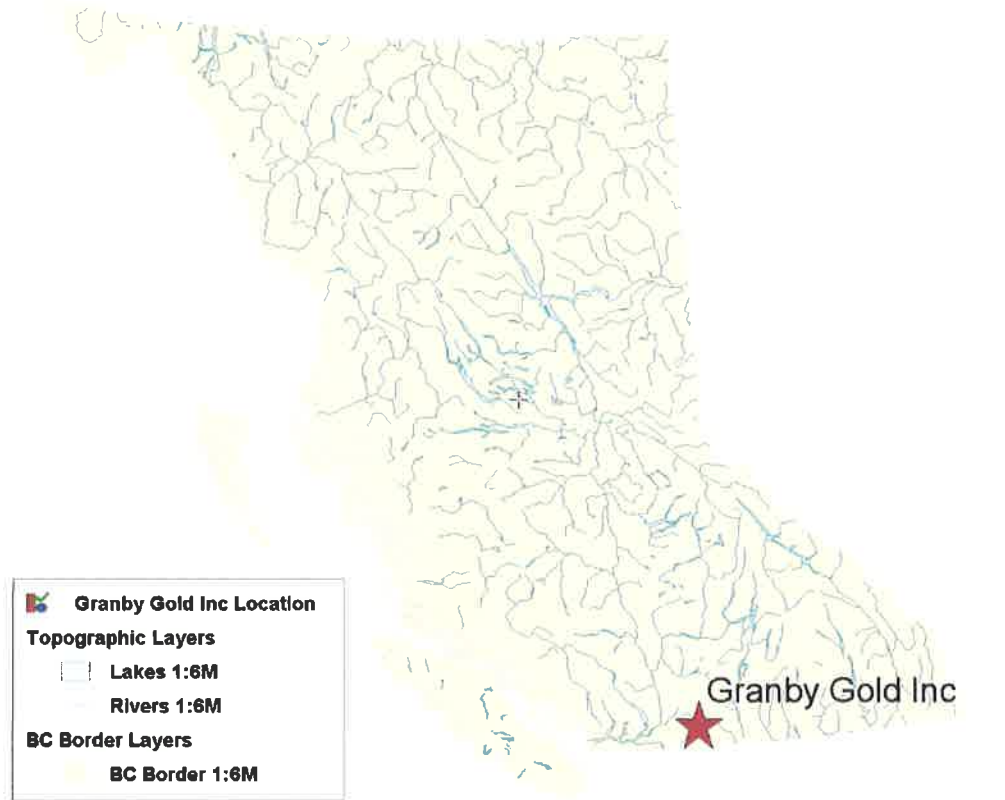 Granby Gold Inc
Granby Gold Inc Location
Topographic Layers
Lakes 1:6M
Rivers 1:6M
BC Border Layers
BC Border 1:6M